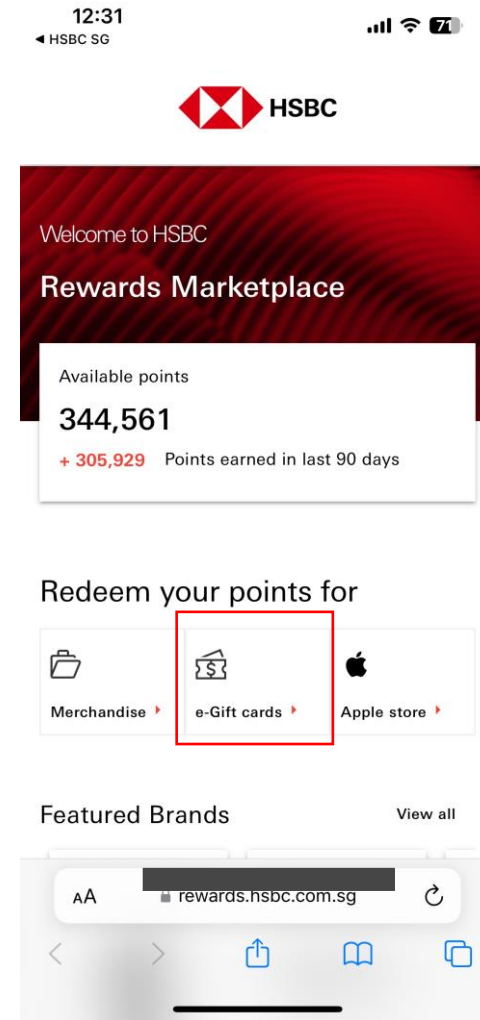 12:31
71
◀ HSBC SG
HSBC
Welcome to HSBC
Rewards Marketplace
Available points
344,561
+ 305,929 Points earned in last 90 days
Redeem your points for
$
Merchandise
e-Gift cards
Apple store
Featured Brands
View all
AA
rewards.hsbc.com.sg